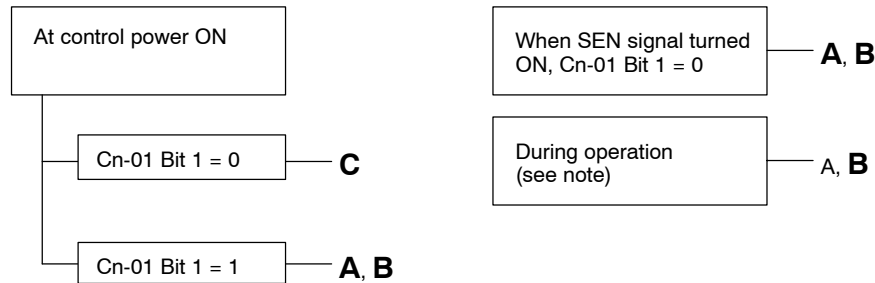 At control power ON
Cn-01 Bit 1 = 0
C
Cn-01 Bit 1 = 1
A, B
When SEN signal turned
ON, Cn-01 Bit 1 = 0
A, B
During operation
(see note)
A, B